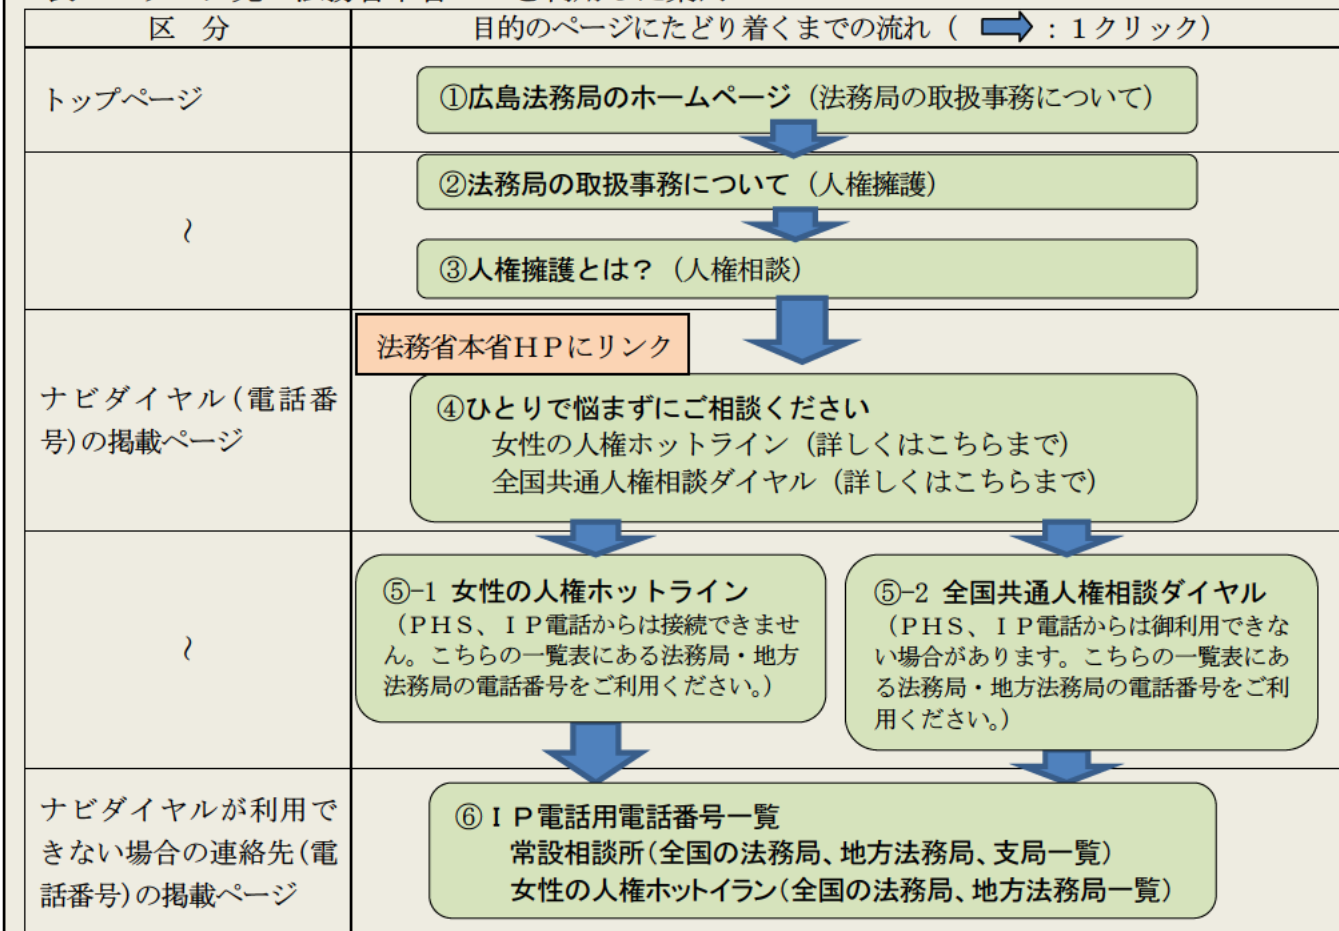 区　分
目的のページにたどり着くまでの流れ（　：１クリック）
トップページ
①広島法務局のホームページ（法務局の取扱事務について）
～
②法務局の取扱事務について（人権擁護）
③人権擁護とは？（人権相談）
法務省本省ＨＰにリンク
ナビダイヤル(電話番
号)の掲載ページ
④ひとりで悩まずにご相談ください
女性の人権ホットライン（詳しくはこちらまで）
全国共通人権相談ダイヤル（詳しくはこちらまで）
～
⑤-1 女性の人権ホットライン
（ＰＨＳ、ＩＰ電話からは接続できませ
ん。こちらの一覧表にある法務局・地方
法務局の電話番号をご利用ください。）
⑤-2 全国共通人権相談ダイヤル
（ＰＨＳ、ＩＰ電話からは御利用できな
い場合があります。こちらの一覧表にあ
る法務局・地方法務局の電話番号をご利
用ください。）
ナビダイヤルが利用で
きない場合の連絡先(電
話番号)の掲載ページ
⑥ＩＰ電話用電話番号一覧
常設相談所(全国の法務局、地方法務局、支局一覧)
女性の人権ホットイラン(全国の法務局、地方法務局一覧)